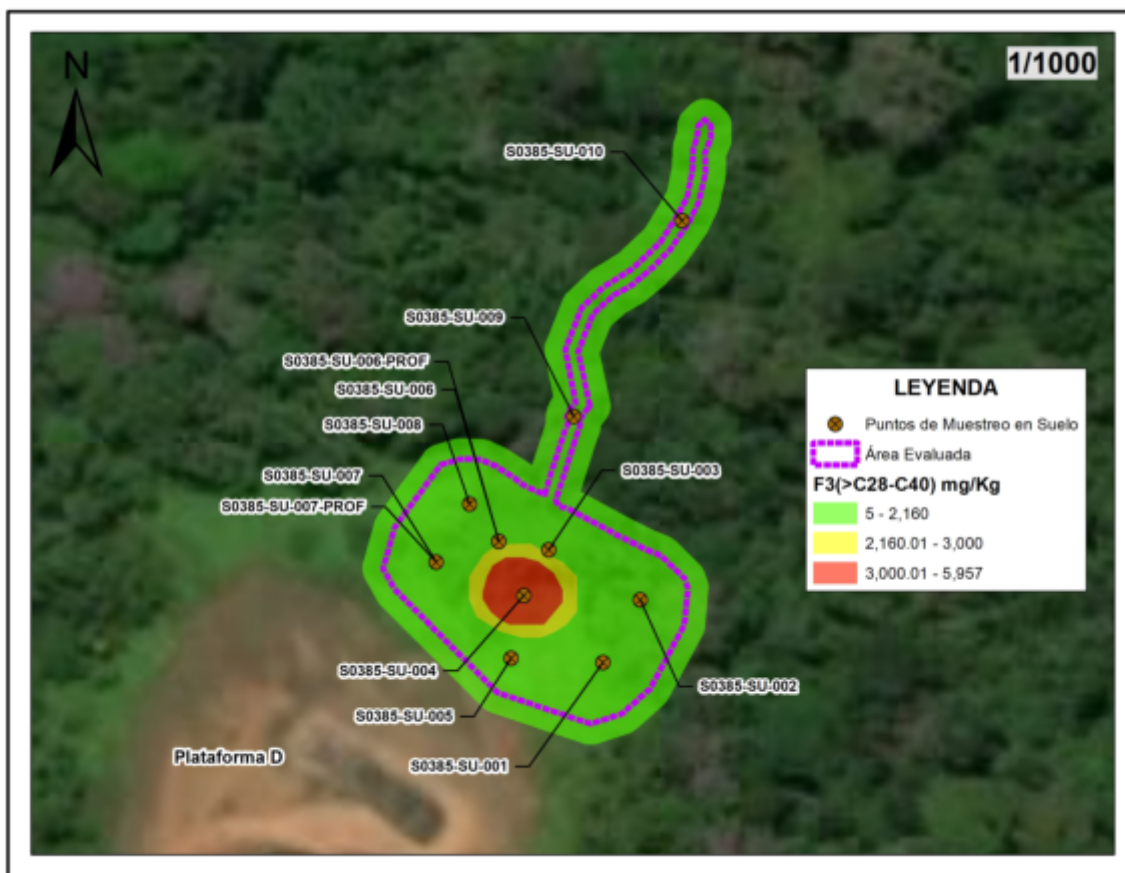 N
1/1000
S0385-SU-010
S0385-SU-009
S0385-SU-006-PROF
S0385-SU-006
S0385-SU-008
S0385-SU-003
S0385-SU-007
S0385-SU-007-PROF
S0385-SU-004
S0385-SU-002
S0385-SU-005
S0385-SU-001
Plataforma D
LEYENDA
Puntos de Muestreo en Suelo
Área Evaluada
F3(>C28-C40) mg/Kg
5 - 2,160
2,160.01 - 3,000
3,000.01 - 5,957